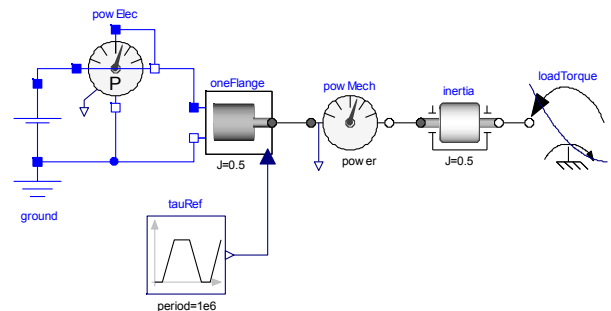 powElec
P
oneFlange
powMech
inertia
loadTorque
J=0.5
power
J=0.5
ground
tauRef
period=1e6